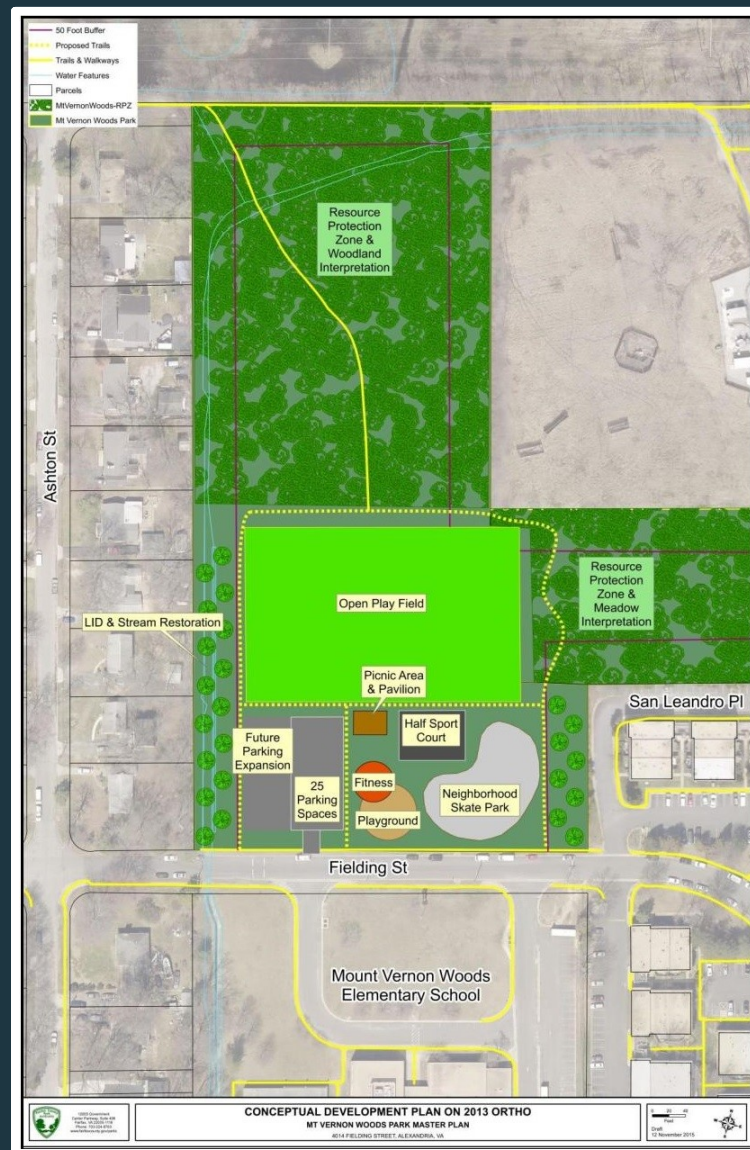 50 Foot Buffer
Proposed Trails
Trails & Walkways
Water Features
Parcels
MtVernonWoods-RPZ
Mt Vernon Woods Park
Resource
Protection
Zone &
Woodland
Interpretation
Ashton St
Open Play Field
Resource
Protection
Zone &
Meadow
Interpretation
LID & Stream Restoration
Picnic Area
& Pavilion
San Leandro Pl
Half Sport
Court
Future
Parking
Expansion
25
Parking
Spaces
Fitness
Playground
Neighborhood
Skate Park
Fielding St
Mount Vernon Woods
Elementary School
CONCEPTUAL DEVELOPMENT PLAN ON 2013 ORTHO
MT VERNON WOODS PARK MASTER PLAN
4014 FIELDING STREET, ALEXANDRIA, VA
Feet
Draft
12 November 2015